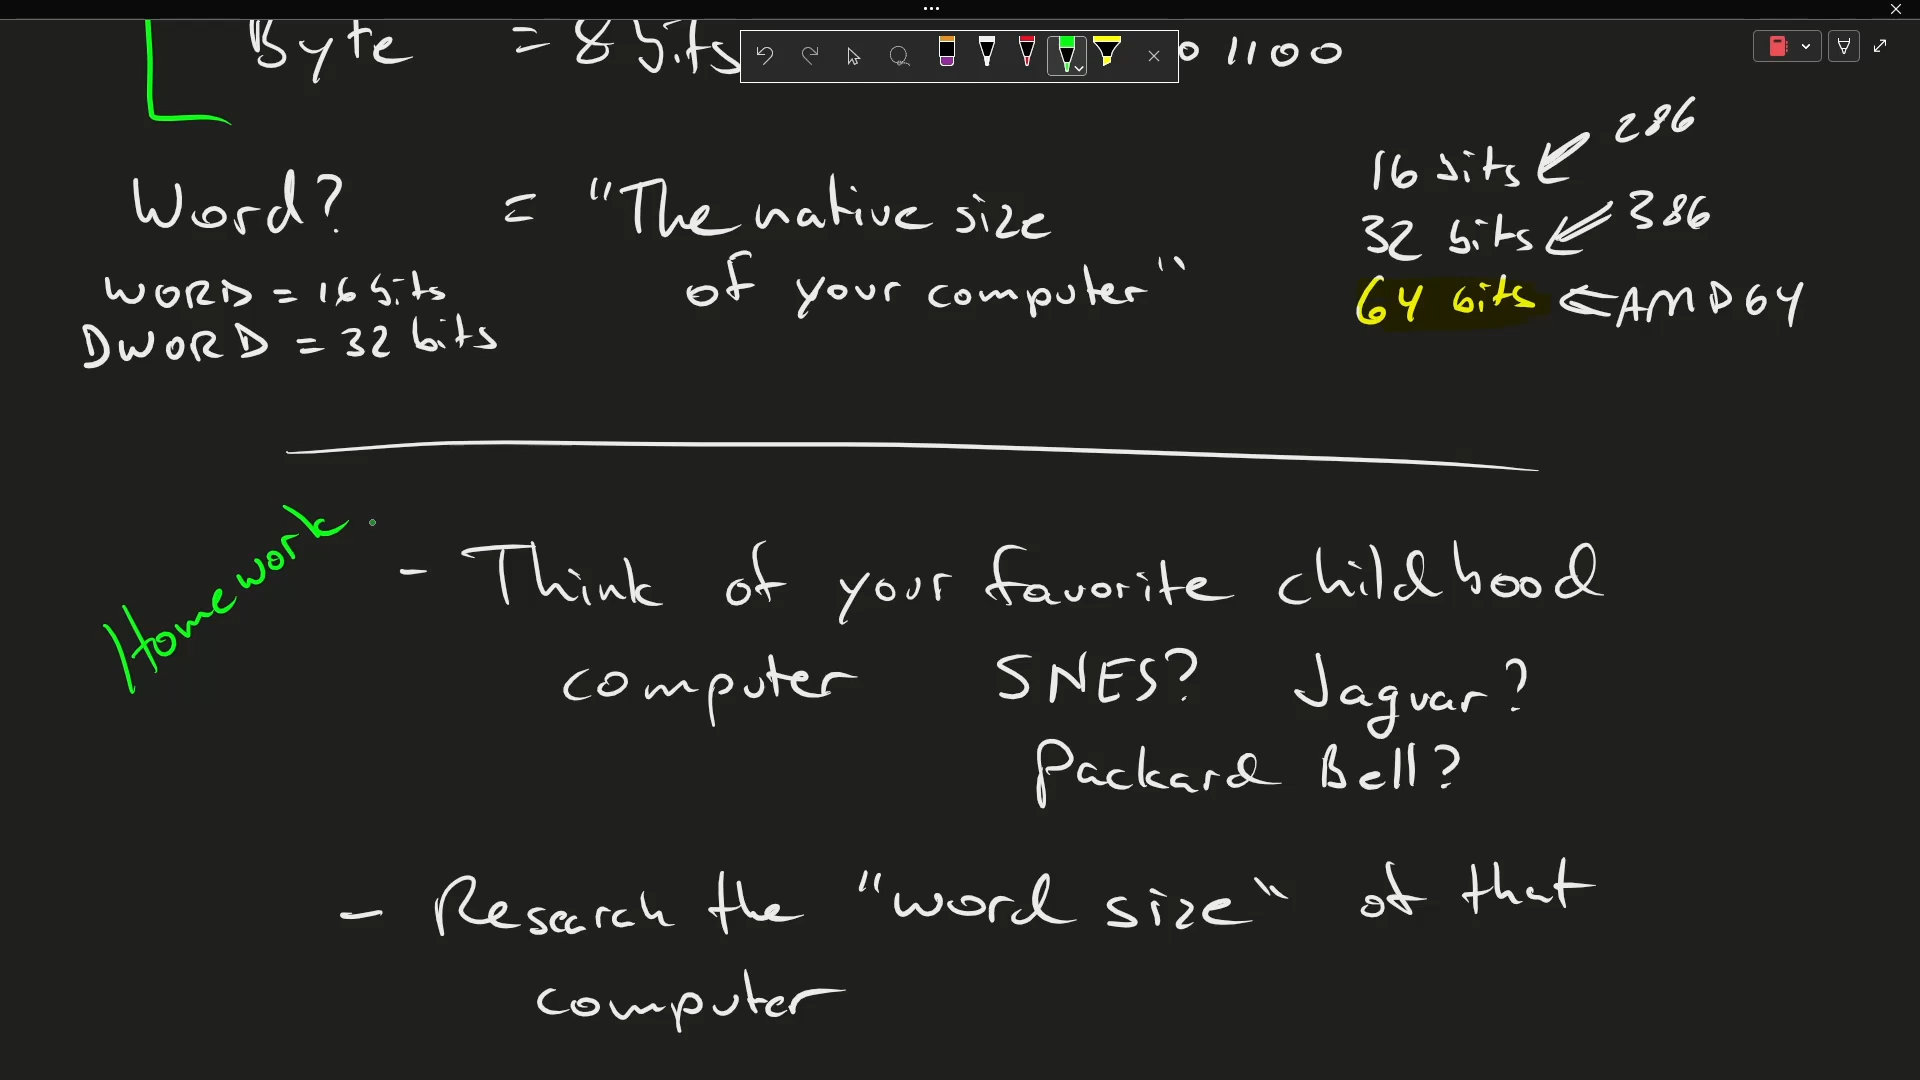 Byte = 8 bits 0 1100
Word? = "The native size
of your computer"
WORD = 16 bits
DWORD = 32 bits
16 bits 286
32 bits 386
64 bits AMD64
Homework:
- Think of your favorite childhood
computer SNES? Jaguar?
Packard Bell?
- Research the "word size" of that
computer